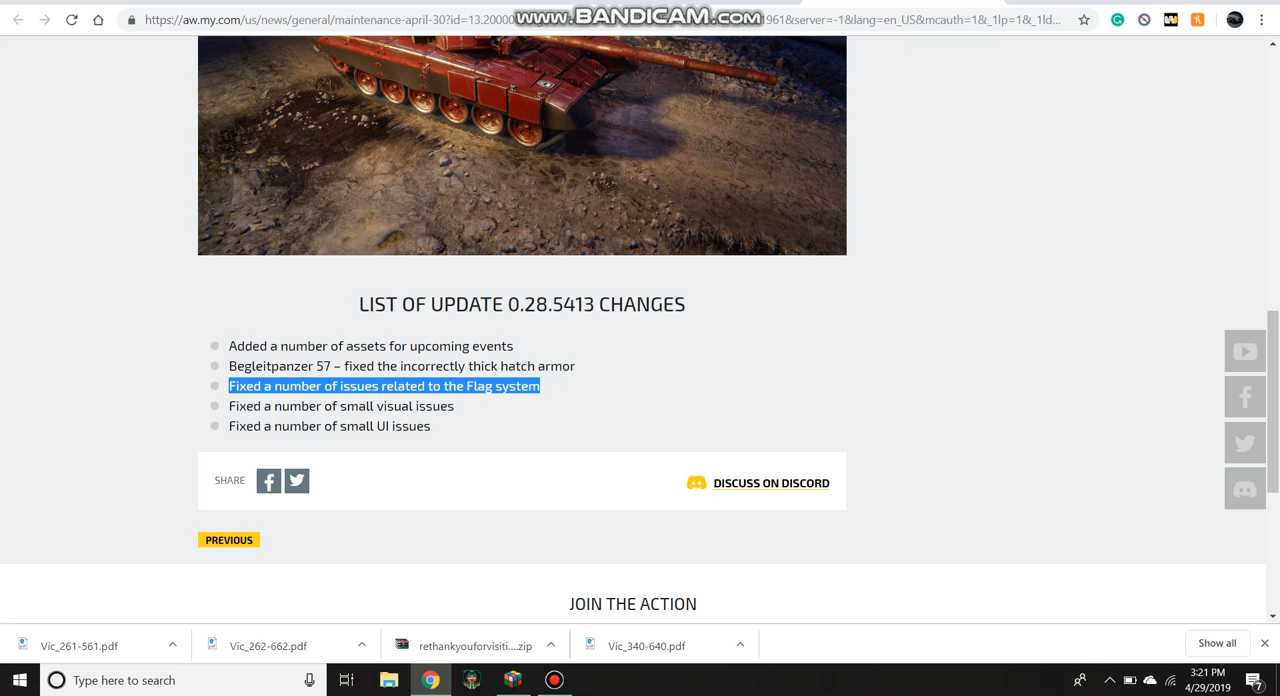 https://aw.my.com/us/news/general/maintenance-april-30?id=13.20000
www.BANDICAM.com
1961&server=-1&lang=en_US&mcauth=1&_1lp=1&_1ld...
LIST OF UPDATE 0.28.5413 CHANGES
Added a number of assets for upcoming events
Begleitpanzer 57 – fixed the incorrectly thick hatch armor
Fixed a number of issues related to the Flag system
Fixed a number of small visual issues
Fixed a number of small UI issues
SHARE
DISCUSS ON DISCORD
PREVIOUS
JOIN THE ACTION
Vic_261-561.pdf
Vic_262-662.pdf
rethankyouforvisiti....zip
Vic_340-640.pdf
Show all
Type here to search
3:21 PM
4/29/2019
7